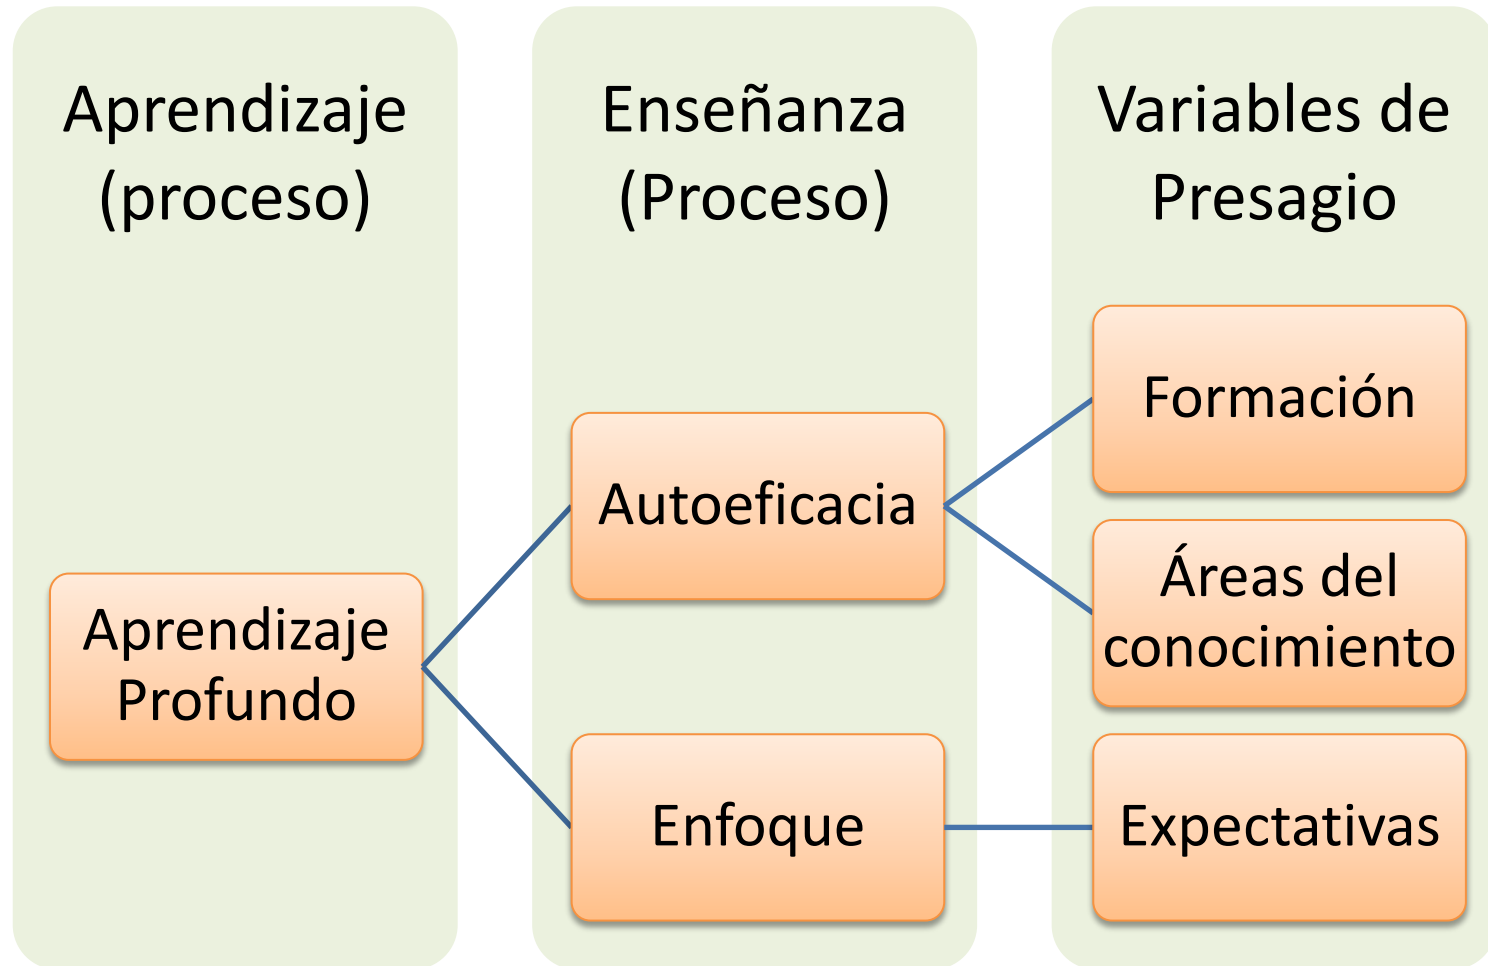 Aprendizaje
(proceso)
Aprendizaje
Profundo
Enseñanza
(Proceso)
Autoeficacia
Enfoque
Variables de
Presagio
Formación
Áreas del
conocimiento
Expectativas